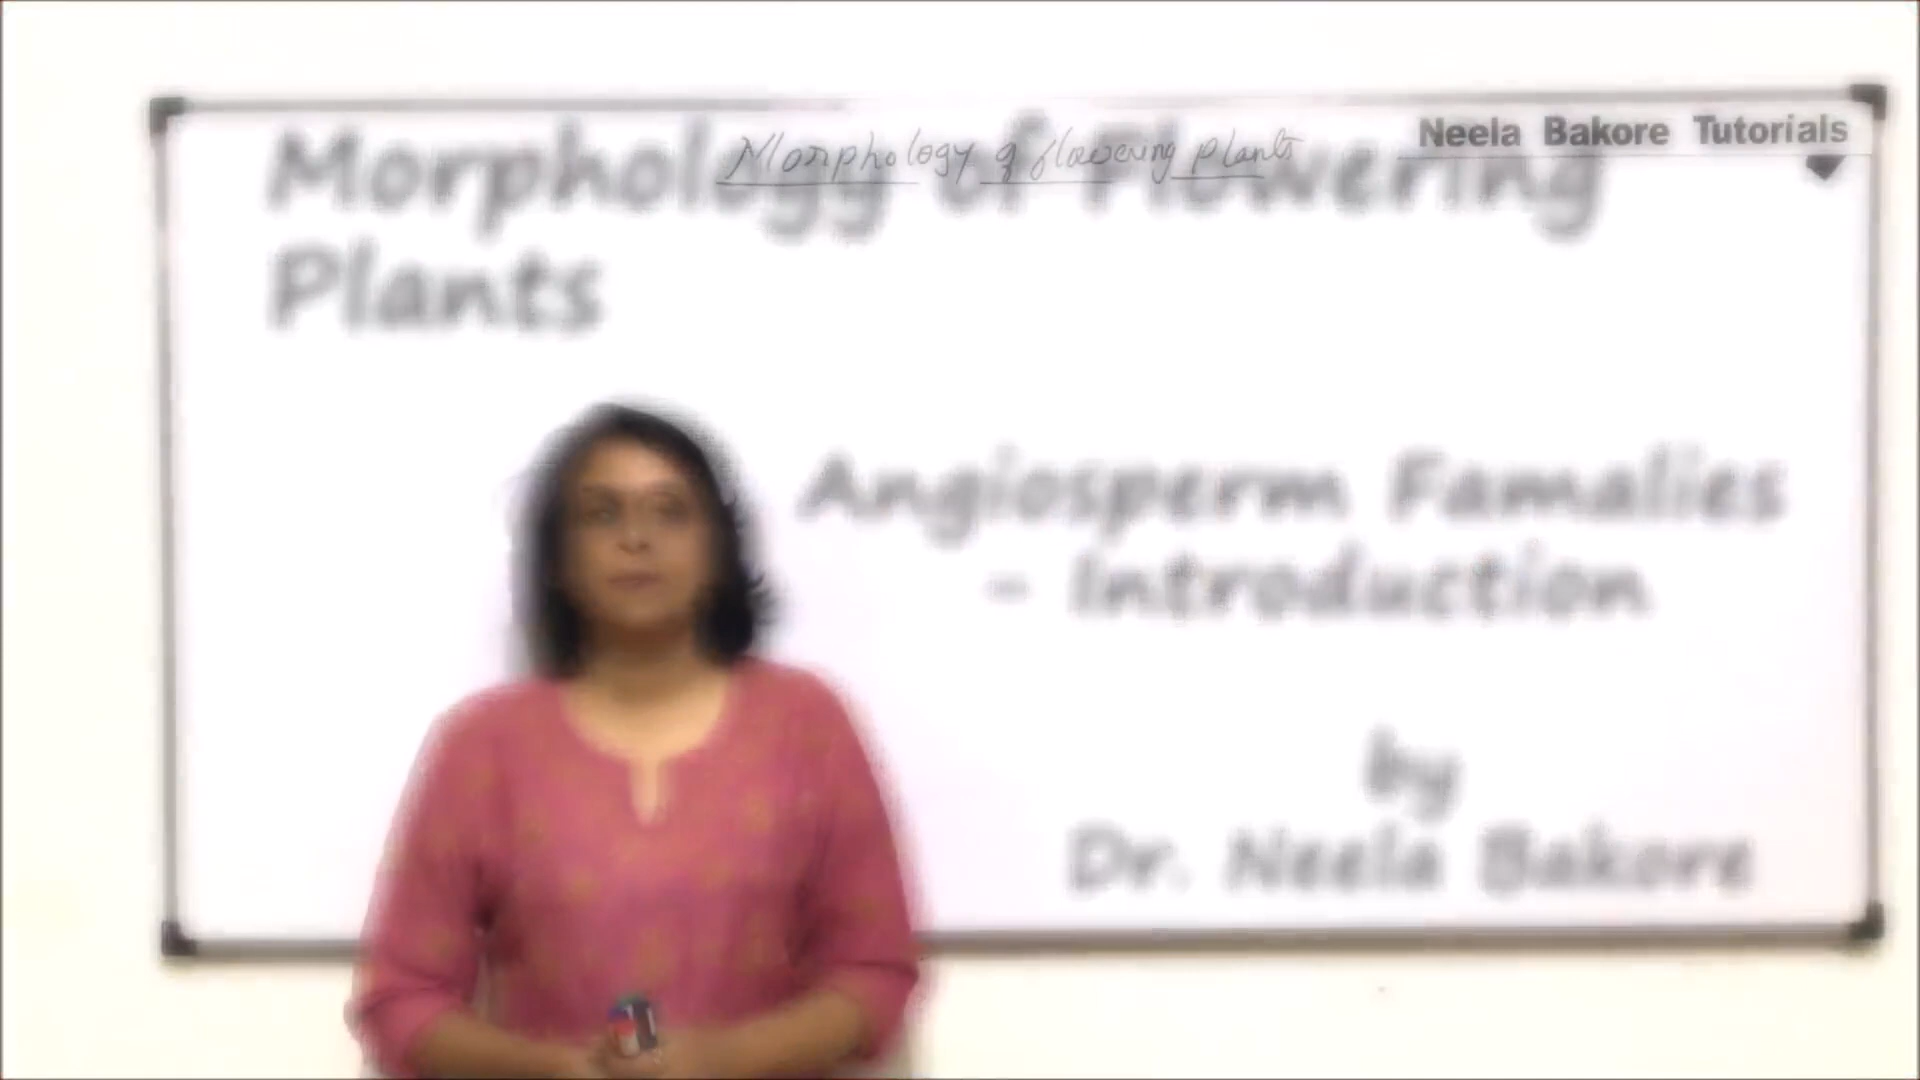 Morphology of Flowering
Plants
Morphology of flowering plants
Neela Bakore Tutorials
Angiosperm Famalies
- Introduction
by
Dr. Neela Bakore